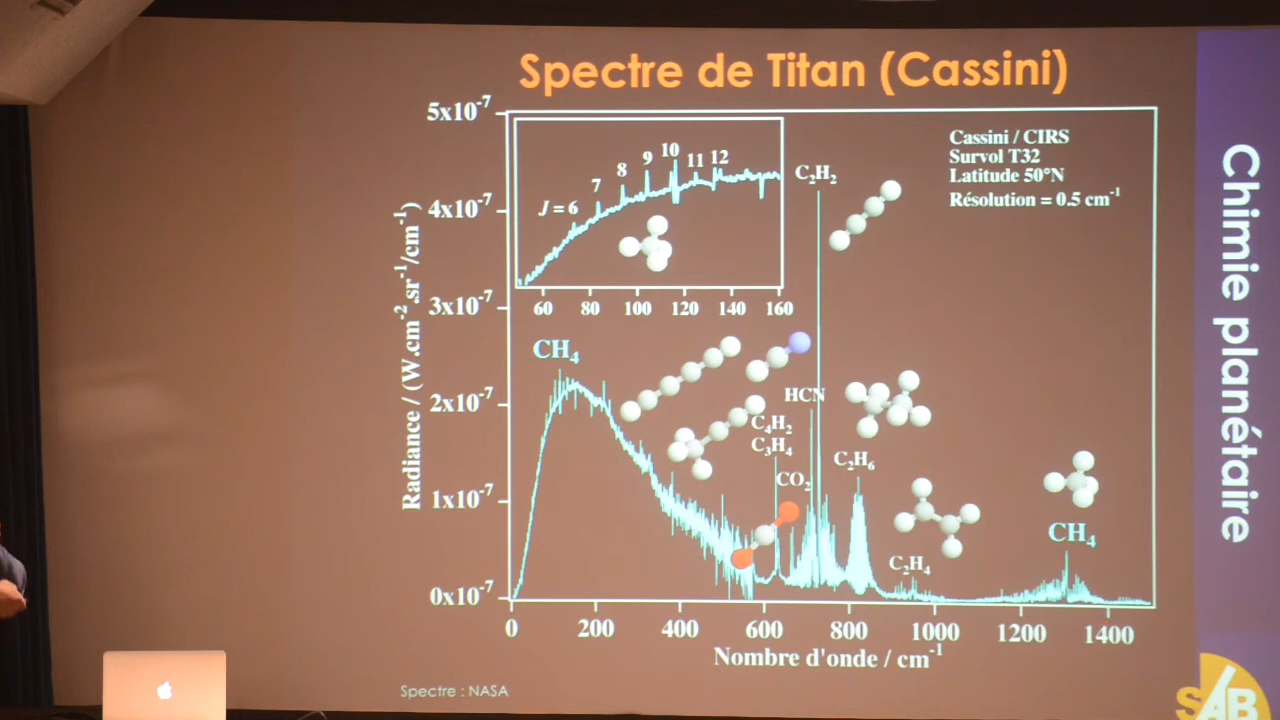 Spectre de Titan (Cassini)
Chimie planétaire
Cassini / CIRS
Survol T32
Latitude 50°N
Résolution = 0.5 cm⁻¹
5x10⁻⁷
4x10⁻⁷
3x10⁻⁷
2x10⁻⁷
1x10⁻⁷
0x10⁻⁷
Radiance / (W.cm⁻².sr⁻¹/cm⁻¹)
J = 6
7
8
9
10
11
12
60 80 100 120 140 160
C₂H₂
CH₄
HCN
C₄H₂
C₃H₄
CO₂
C₂H₆
C₂H₄
CH₄
0 200 400 600 800 1000 1200 1400
Nombre d'onde / cm⁻¹
Spectre : NASA
SAB